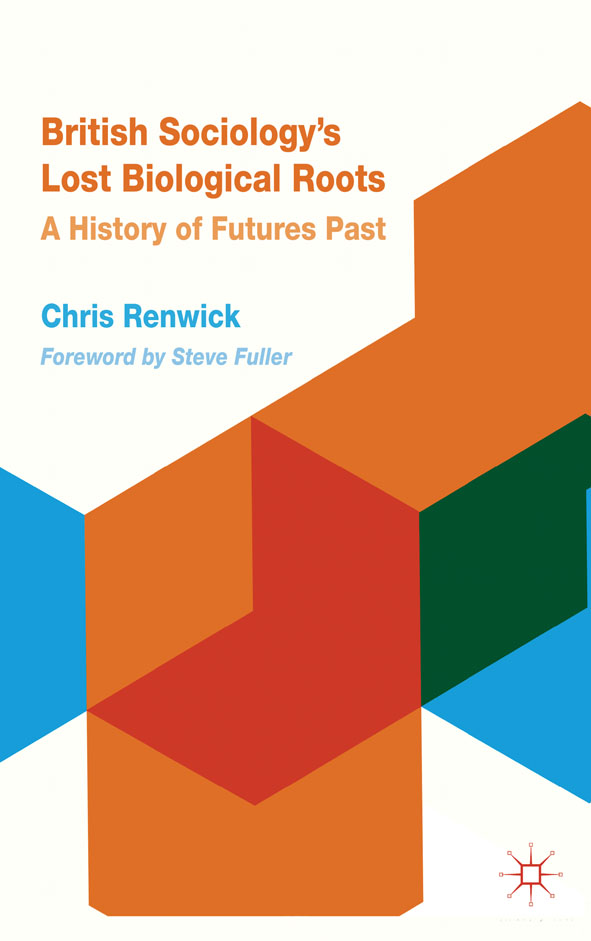 British Sociology's
Lost Biological Roots
A History of Futures Past
Chris Renwick
Foreword by Steve Fuller